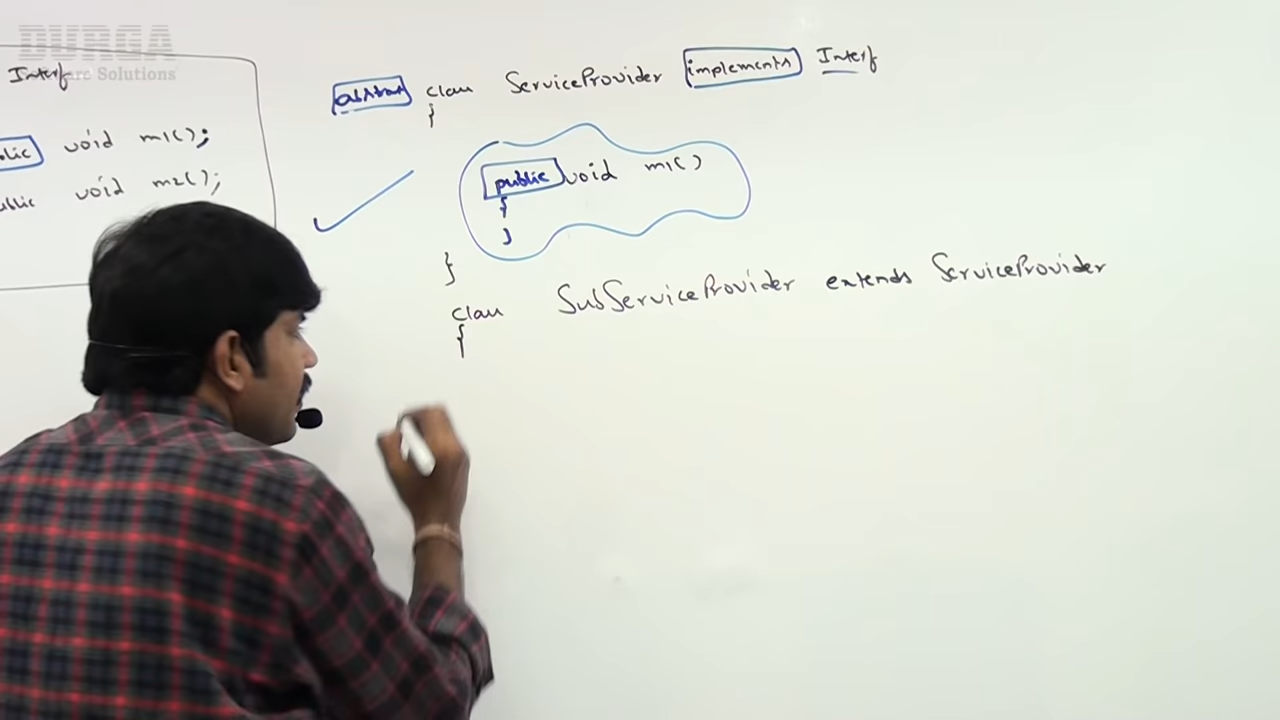 DURGA
Software Solutions
Interf
void m1();
void m2();
abstract class ServiceProvider implements Interf
{
public void m1()
{
}
}
class SubServiceProvider extends ServiceProvider
{